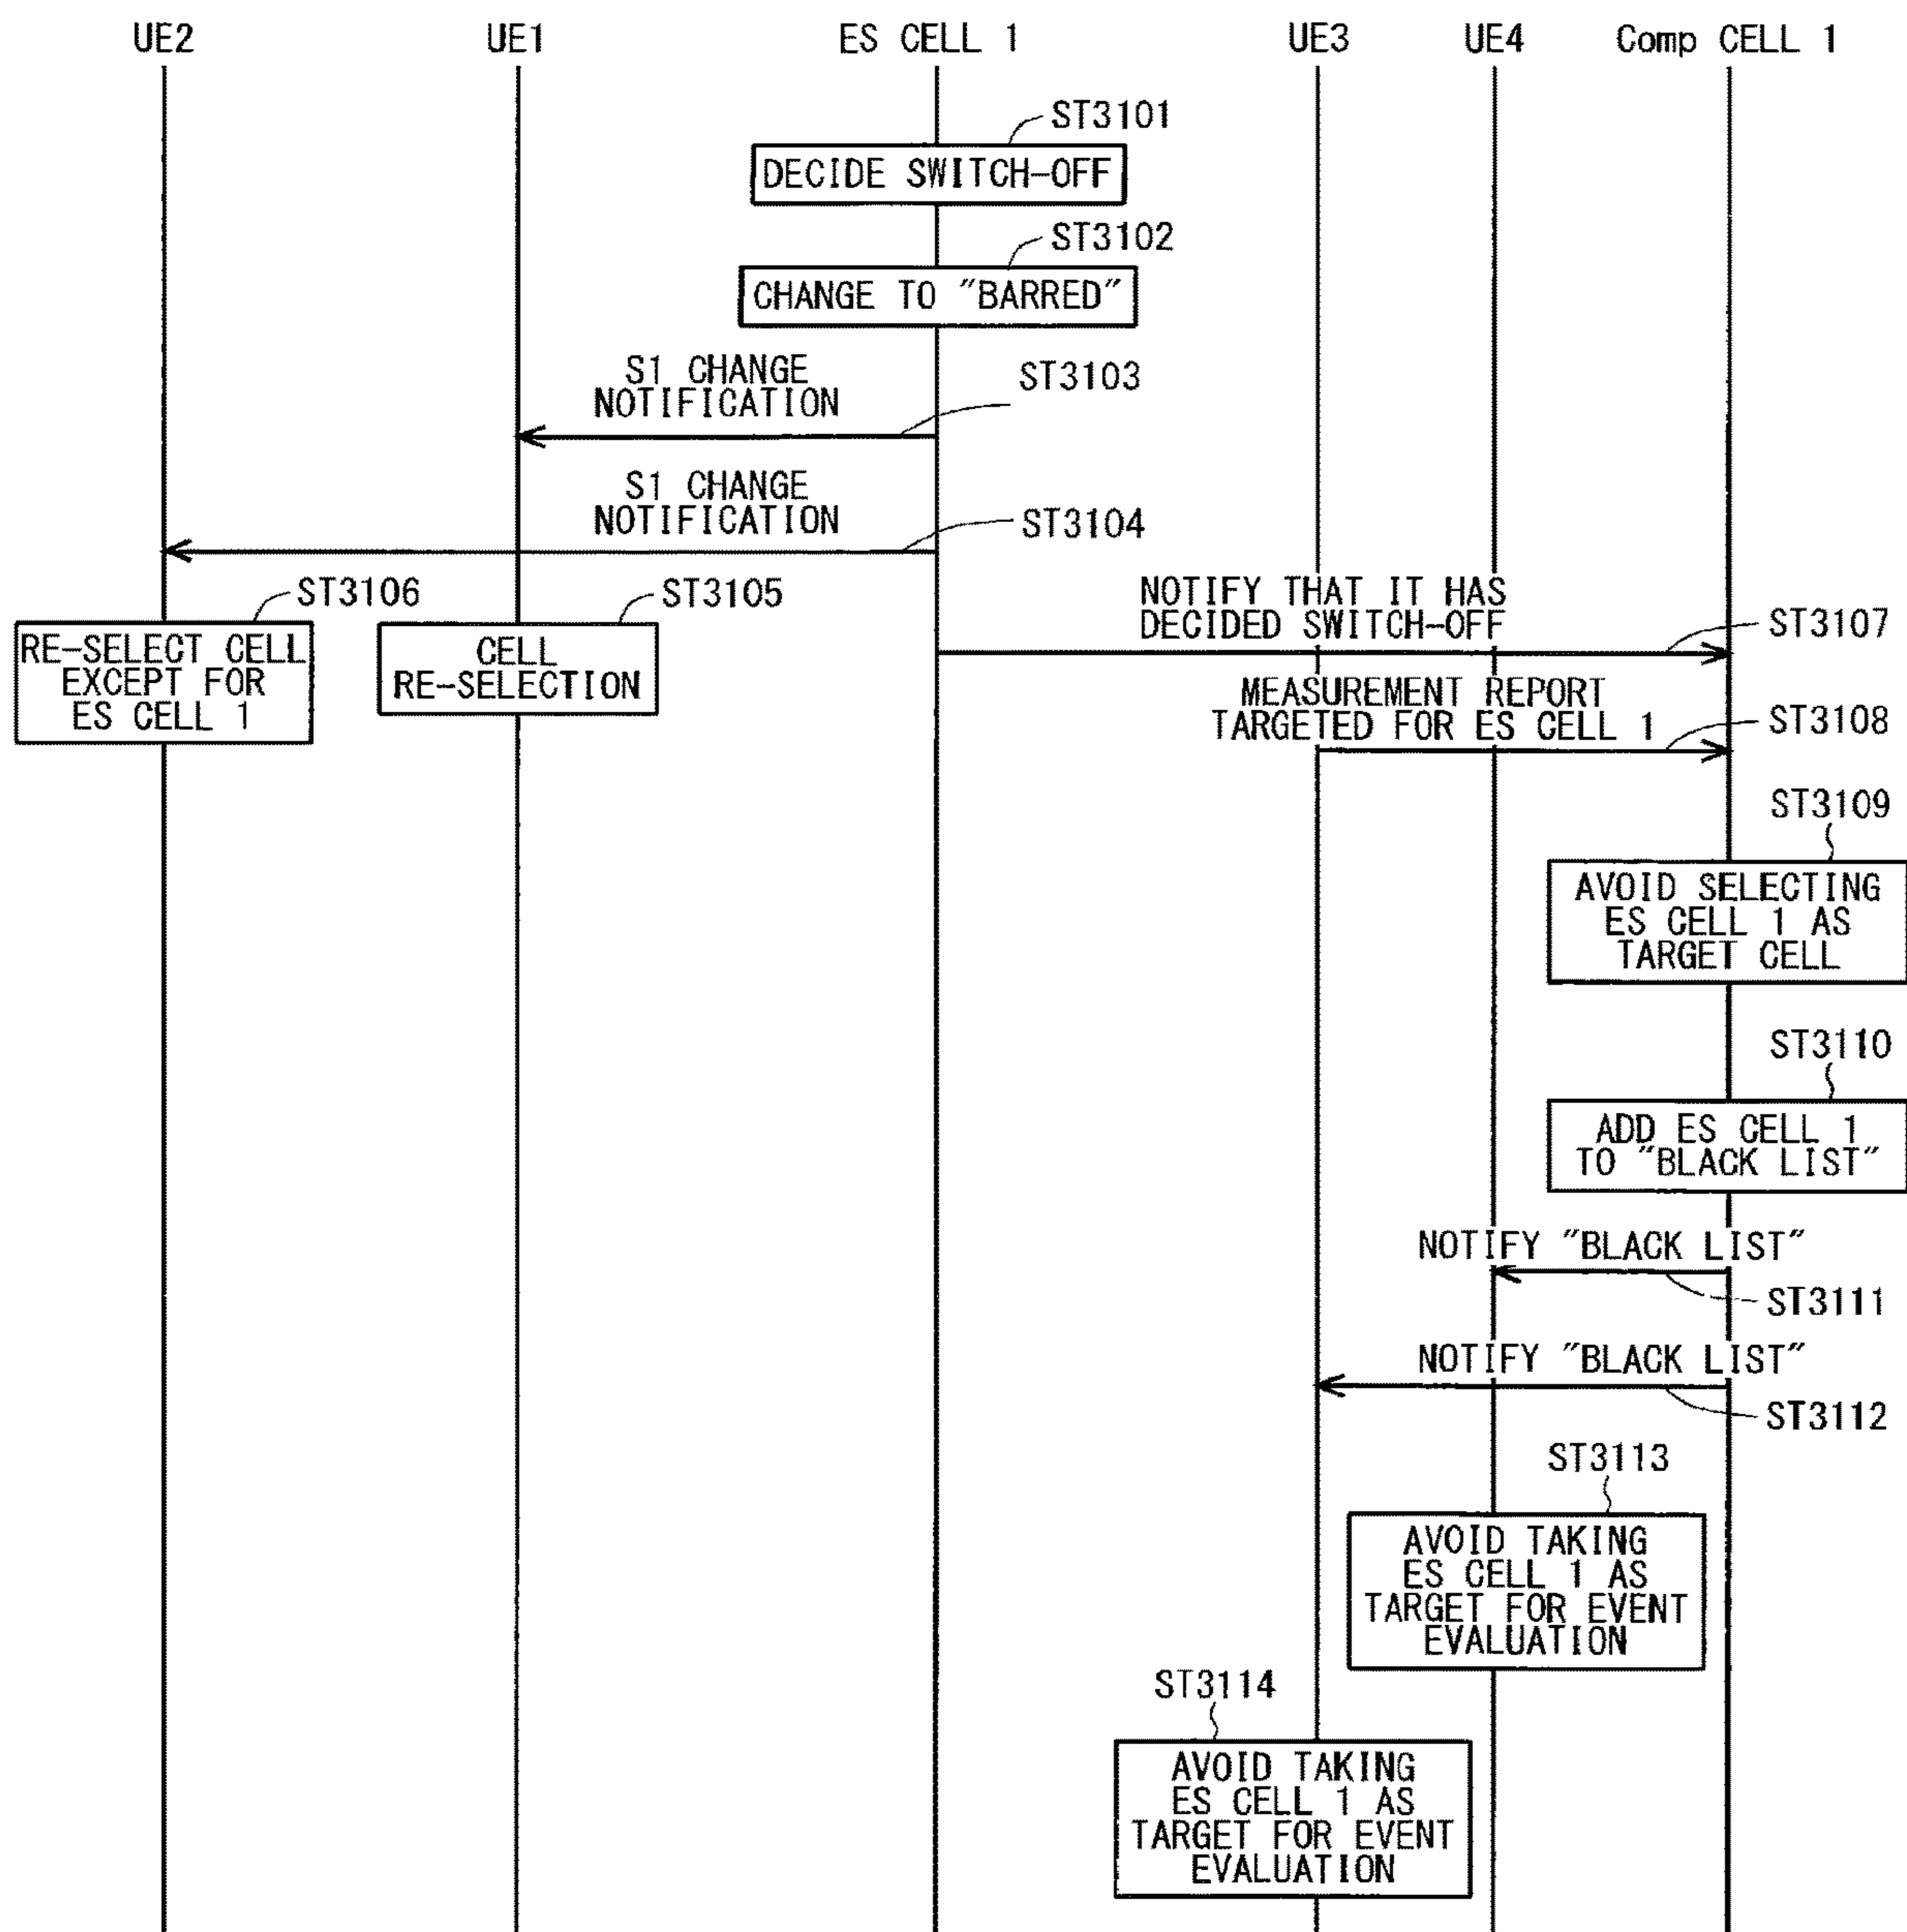 UE2
UE1
ES CELL 1
UE3
UE4
Comp CELL 1
ST3101
DECIDE SWITCH-OFF
ST3102
CHANGE TO "BARRED"
S1 CHANGE
NOTIFICATION
ST3103
S1 CHANGE
NOTIFICATION
ST3104
ST3106
RE-SELECT CELL
EXCEPT FOR
ES CELL 1
ST3105
CELL
RE-SELECTION
NOTIFY THAT IT HAS
DECIDED SWITCH-OFF
ST3107
MEASUREMENT REPORT
TARGETED FOR ES CELL 1
ST3108
ST3109
AVOID SELECTING
ES CELL 1 AS
TARGET CELL
ST3110
ADD ES CELL 1
TO "BLACK LIST"
NOTIFY "BLACK LIST"
ST3111
NOTIFY "BLACK LIST"
ST3112
ST3113
AVOID TAKING
ES CELL 1 AS
TARGET FOR EVENT
EVALUATION
ST3114
AVOID TAKING
ES CELL 1 AS
TARGET FOR EVENT
EVALUATION